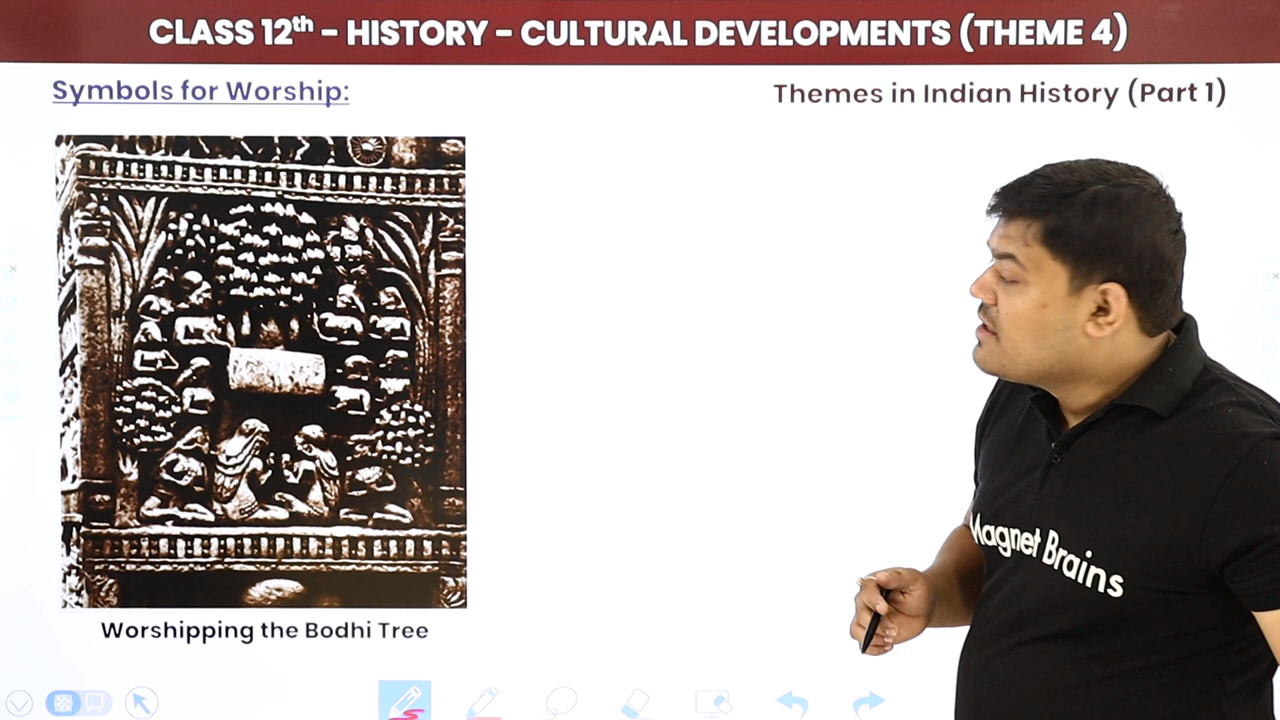 CLASS 12th - HISTORY - CULTURAL DEVELOPMENTS (THEME 4)
Symbols for Worship:
Themes in Indian History (Part 1)
Magnet Brains
Worshipping the Bodhi Tree